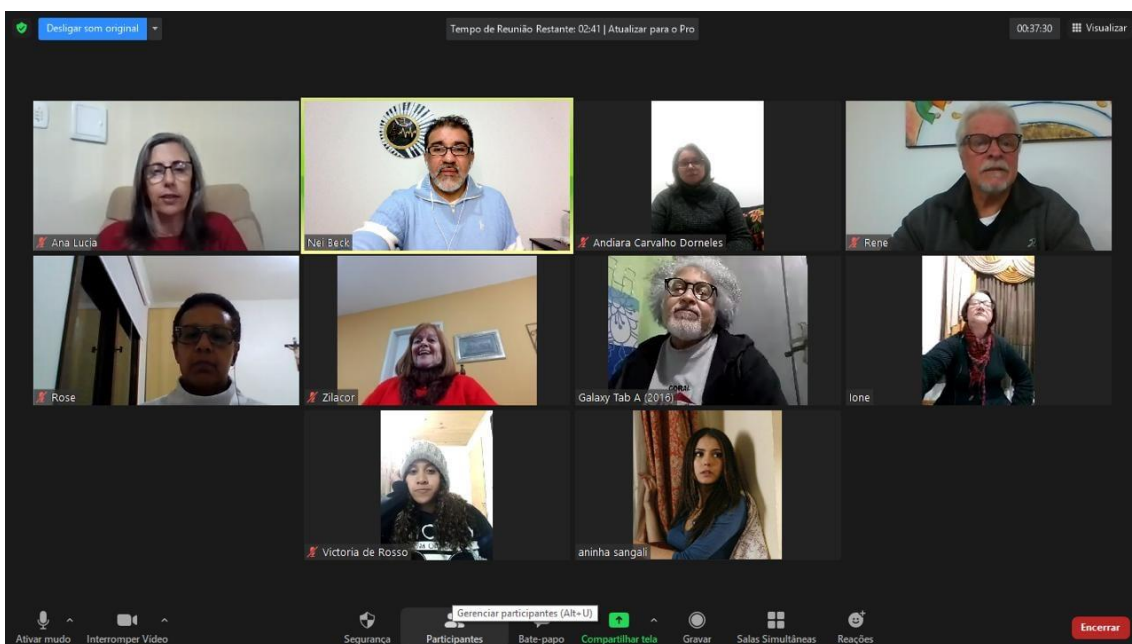 Desligar som original
Tempo de Reunião Restante: 02:41 | Atualizar para o Pro
00:37:30
Visualizar
Ana Lucia
Nei Beck
Andiara Carvalho Dorneles
Rene
Rose
Zilacor
CORAL
Galaxy Tab A (2016)
Ione
Victoria de Rosso
aninha sangali
Gerenciar participantes (Alt+U)
Ativar mudo
Interromper Vídeo
Segurança
Participantes
Bate-papo
Compartilhar tela
Gravar
Salas Simultâneas
Reações
Encerrar